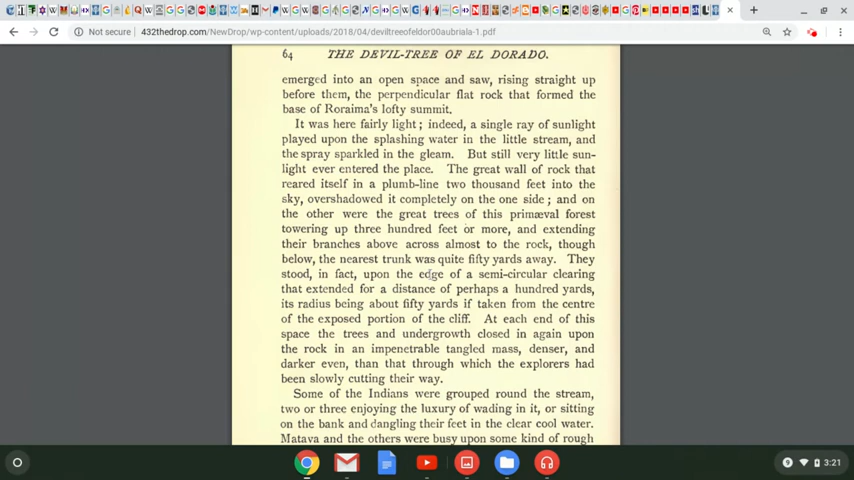 Not secure | 432thedrop.com/NewDrop/wp-content/uploads/2018/04/deviltreeofeldor00aubriala-1.pdf
64 THE DEVIL-TREE OF EL DORADO.
emerged into an open space and saw, rising straight up
before them, the perpendicular flat rock that formed the
base of Roraima's lofty summit.
It was here fairly light; indeed, a single ray of sunlight
played upon the splashing water in the little stream, and
the spray sparkled in the gleam. But still very little sun-
light ever entered the place. The great wall of rock that
reared itself in a plumb-line two thousand feet into the
sky, overshadowed it completely on the one side; and on
the other were the great trees of this primæval forest
towering up three hundred feet or more, and extending
their branches above across almost to the rock, though
below, the nearest trunk was quite fifty yards away. They
stood, in fact, upon the edge of a semi-circular clearing
that extended for a distance of perhaps a hundred yards,
its radius being about fifty yards if taken from the centre
of the exposed portion of the cliff. At each end of this
space the trees and undergrowth closed in again upon
the rock in an impenetrable tangled mass, denser, and
darker even, than that through which the explorers had
been slowly cutting their way.
Some of the Indians were grouped round the stream,
two or three enjoying the luxury of wading in it, or sitting
on the bank and dangling their feet in the clear cool water.
Matava and the others were busy upon some kind of rough
9 3:21